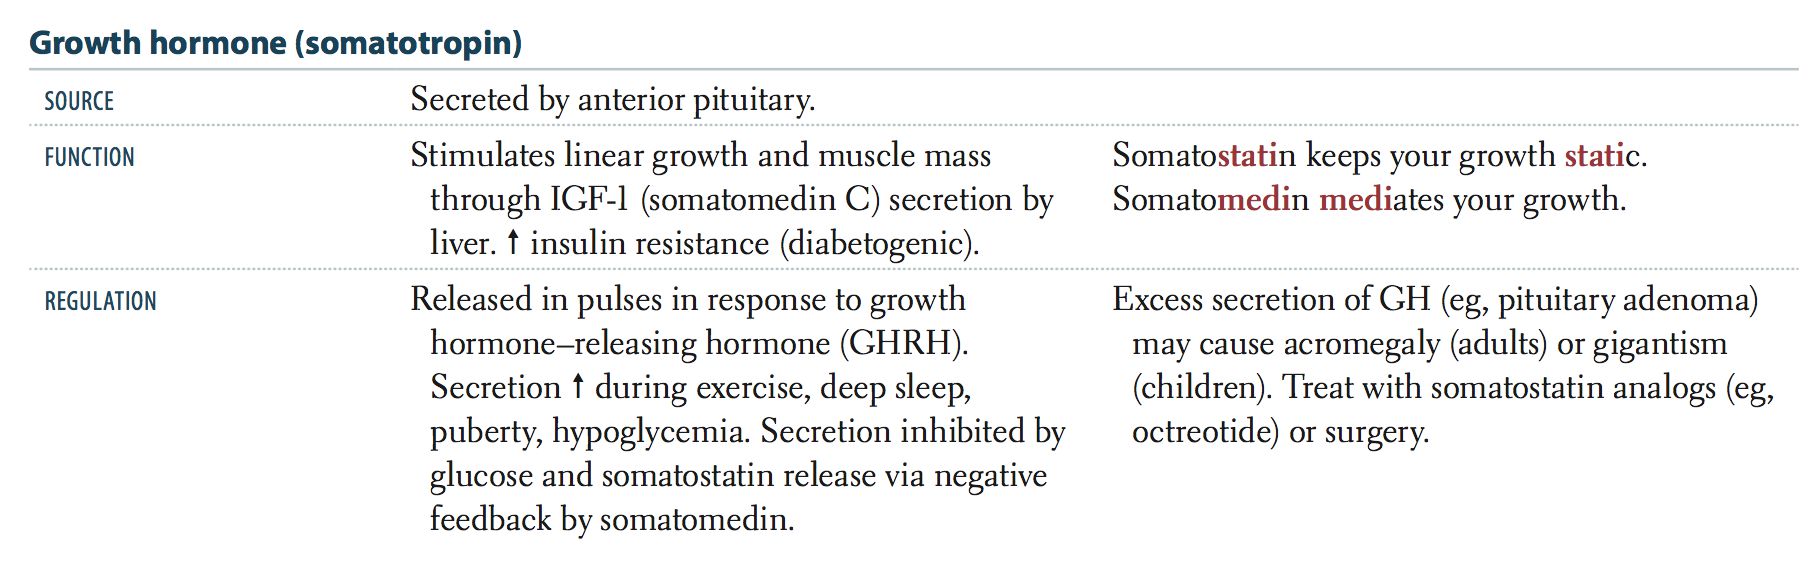 Growth hormone (somatotropin)
SOURCE
Secreted by anterior pituitary.
FUNCTION
Stimulates linear growth and muscle mass
through IGF-1 (somatomedin C) secretion by
liver. ↑ insulin resistance (diabetogenic).
Somatostatin keeps your growth static.
Somatomedin mediates your growth.
REGULATION
Released in pulses in response to growth
hormone–releasing hormone (GHRH).
Secretion ↑ during exercise, deep sleep,
puberty, hypoglycemia. Secretion inhibited by
glucose and somatostatin release via negative
feedback by somatomedin.
Excess secretion of GH (eg, pituitary adenoma)
may cause acromegaly (adults) or gigantism
(children). Treat with somatostatin analogs (eg,
octreotide) or surgery.